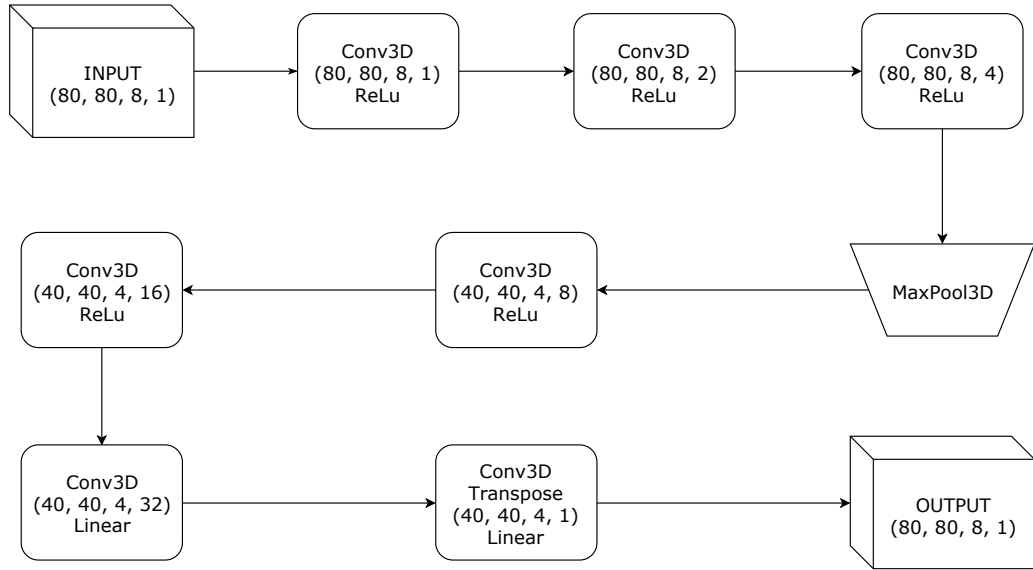 INPUT
(80, 80, 8, 1)
Conv3D
(80, 80, 8, 1)
ReLu
Conv3D
(80, 80, 8, 2)
ReLu
Conv3D
(80, 80, 8, 4)
ReLu
MaxPool3D
Conv3D
(40, 40, 4, 8)
ReLu
Conv3D
(40, 40, 4, 16)
ReLu
Conv3D
(40, 40, 4, 32)
Linear
Conv3D
Transpose
(40, 40, 4, 1)
Linear
OUTPUT
(80, 80, 8, 1)